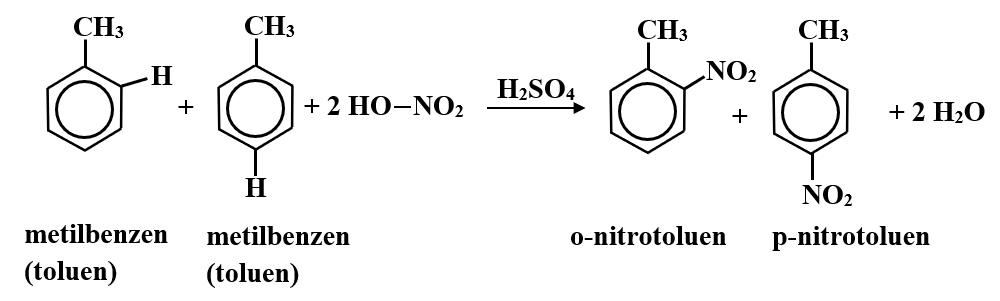 CH₃ CH₃ CH₃ CH₃
H NO₂
+ + 2 HO–NO₂ H₂SO₄ + + 2 H₂O
H NO₂
metilbenzen metilbenzen o-nitrotoluen p-nitrotoluen
(toluen) (toluen)